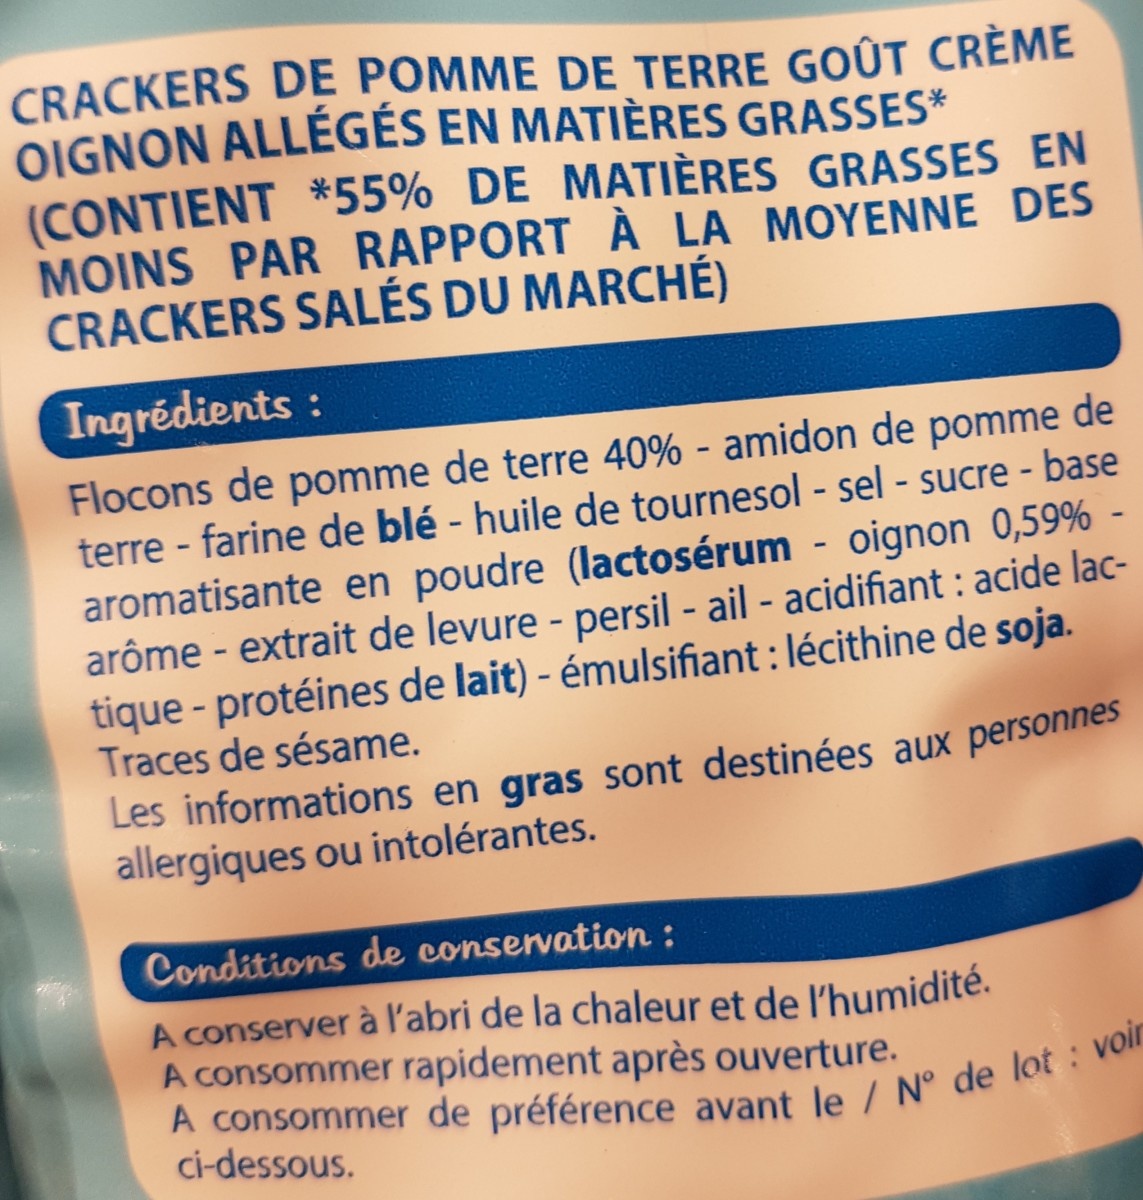 CRACKERS DE POMME DE TERRE GOÛT CRÈME
OIGNON ALLÉGÉS EN MATIÈRES GRASSES*
(CONTIENT *55% DE MATIÈRES GRASSES EN
MOINS PAR RAPPORT À LA MOYENNE DES
CRACKERS SALÉS DU MARCHÉ)
Ingrédients :
Flocons de pomme de terre 40% - amidon de pomme de
terre - farine de blé - huile de tournesol - sel - sucre - base
aromatisante en poudre (lactosérum - oignon 0,59% -
arôme - extrait de levure - persil - ail - acidifiant : acide lac-
tique - protéines de lait) - émulsifiant : lécithine de soja.
Traces de sésame.
Les informations en gras sont destinées aux personnes
allergiques ou intolérantes.
Conditions de conservation :
A conserver à l'abri de la chaleur et de l'humidité.
A consommer rapidement après ouverture.
A consommer de préférence avant le / N° de lot : voir
ci-dessous.